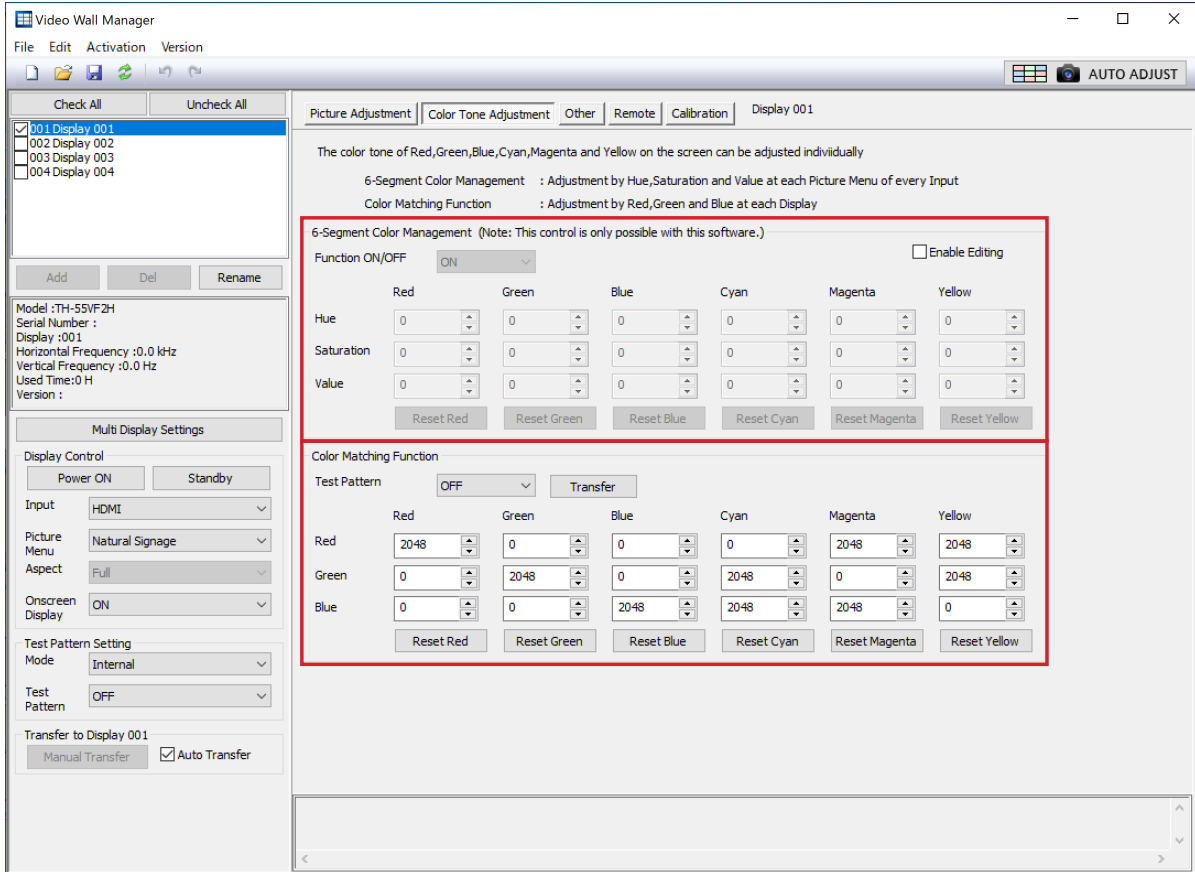 Video Wall Manager
File Edit Activation Version
AUTO ADJUST
Check All Uncheck All
001 Display 001
002 Display 002
003 Display 003
004 Display 004
Add Del Rename
Model :TH-55VF2H
Serial Number :
Display :001
Horizontal Frequency :0.0 kHz
Vertical Frequency :0.0 Hz
Used Time:0 H
Version :
Multi Display Settings
Display Control
Power ON Standby
Input HDMI
Picture Menu Natural Signage
Aspect Full
Onscreen Display ON
Test Pattern Setting
Mode Internal
Test Pattern OFF
Transfer to Display 001
Manual Transfer Auto Transfer
Picture Adjustment Color Tone Adjustment Other Remote Calibration Display 001
The color tone of Red,Green,Blue,Cyan,Magenta and Yellow on the screen can be adjusted indiviidually
6-Segment Color Management : Adjustment by Hue,Saturation and Value at each Picture Menu of every Input
Color Matching Function : Adjustment by Red,Green and Blue at each Display
6-Segment Color Management (Note: This control is only possible with this software.)
Function ON/OFF ON Enable Editing
Red Green Blue Cyan Magenta Yellow
Hue 0 0 0 0 0 0
Saturation 0 0 0 0 0 0
Value 0 0 0 0 0 0
Reset Red Reset Green Reset Blue Reset Cyan Reset Magenta Reset Yellow
Color Matching Function
Test Pattern OFF Transfer
Red Green Blue Cyan Magenta Yellow
Red 2048 0 0 0 2048 2048
Green 0 2048 0 2048 0 2048
Blue 0 0 2048 2048 2048 0
Reset Red Reset Green Reset Blue Reset Cyan Reset Magenta Reset Yellow